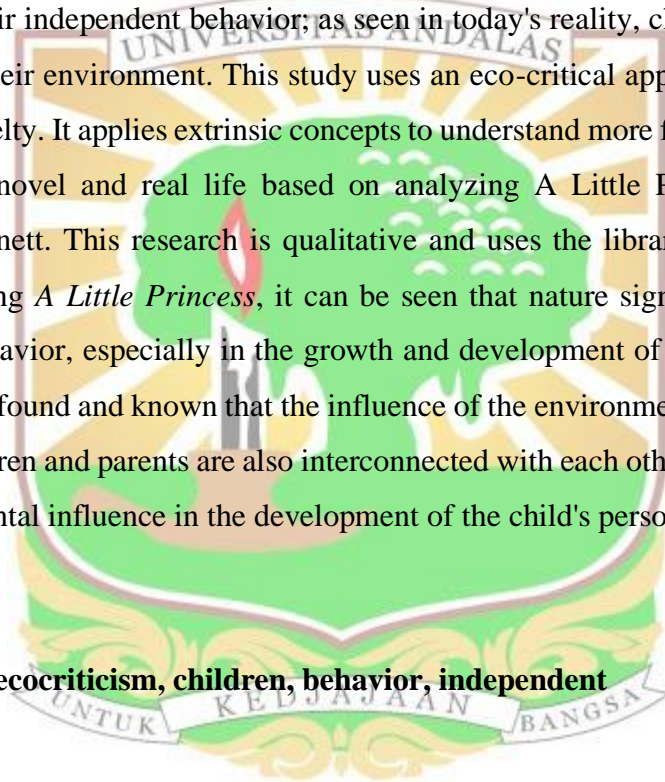 ir independent behavior; as seen in today's reality, c
UNIVERSITAS ANDALAS
eir environment. This study uses an eco-critical app
elty. It applies extrinsic concepts to understand more f
novel and real life based on analyzing A Little
nett. This research is qualitative and uses the librar
ng A Little Princess, it can be seen that nature sign
avior, especially in the growth and development of
found and known that the influence of the environme
ren and parents are also interconnected with each oth
ntal influence in the development of the child's perso
ecocriticism, children, behavior, independent
UNTUK KEDJAJAAN BANGSA